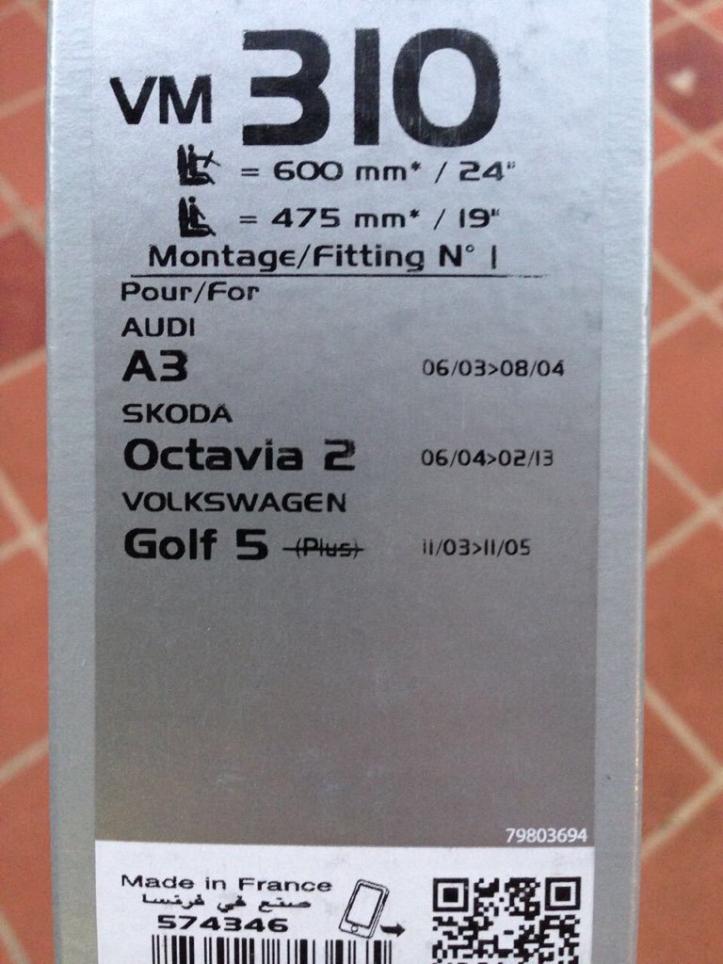 VM 310
= 600 mm* / 24"
= 475 mm* / 19"
Montage/Fitting N° 1
Pour/For
AUDI
A3 06/03>08/04
SKODA
Octavia 2 06/04>02/13
VOLKSWAGEN
Golf 5 (Plus) 11/03>11/05
79803694
Made in France
صنع في فرنسا
574346